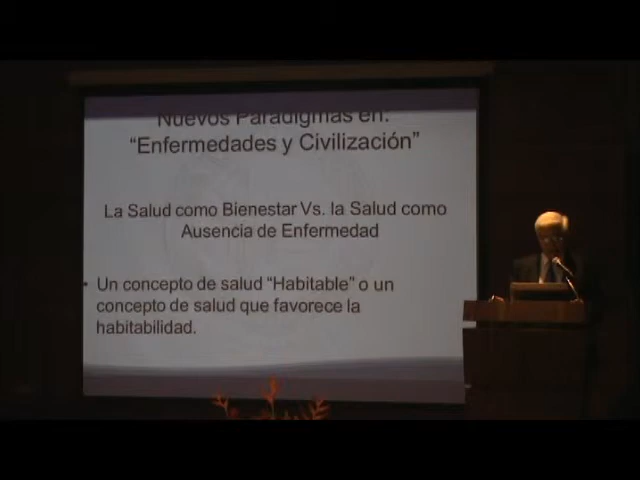 Nuevos Paradigmas en:
"Enfermedades y Civilización"
La Salud como Bienestar Vs. la Salud como
Ausencia de Enfermedad
• Un concepto de salud "Habitable" o un
concepto de salud que favorece la
habitabilidad.